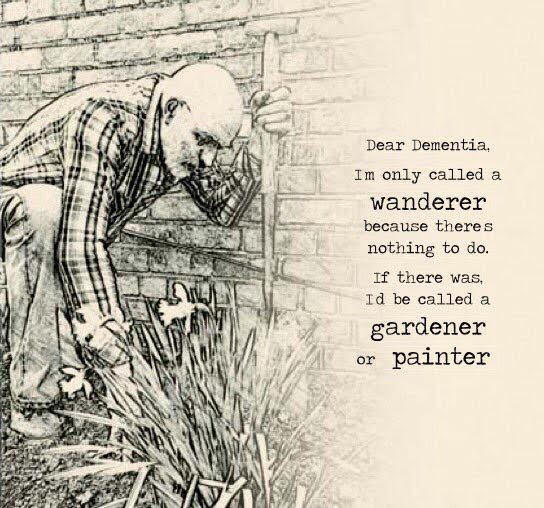 Dear Dementia,
Im only called a
wanderer
because theres
nothing to do.
If there was,
Id be called a
gardener
or painter